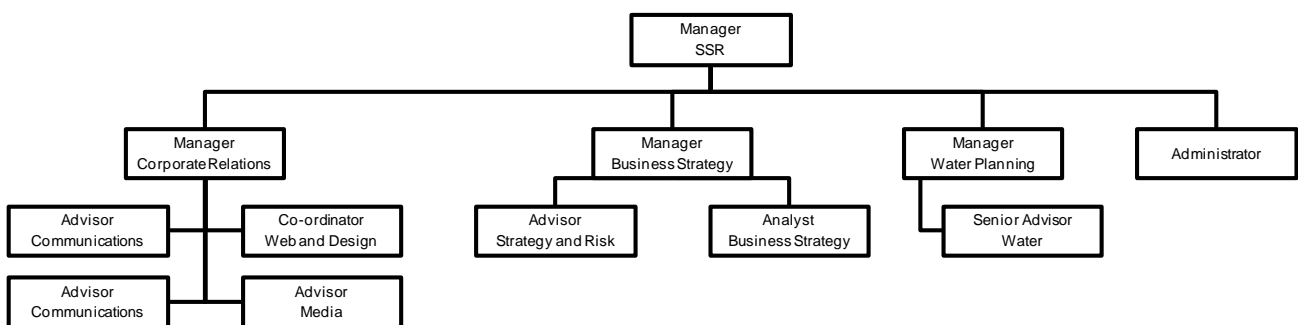 Manager
SSR
Manager
Corporate Relations
Manager
Business Strategy
Manager
Water Planning
Administrator
Advisor
Communications
Co-ordinator
Web and Design
Advisor
Strategy and Risk
Analyst
Business Strategy
Senior Advisor
Water
Advisor
Communications
Advisor
Media